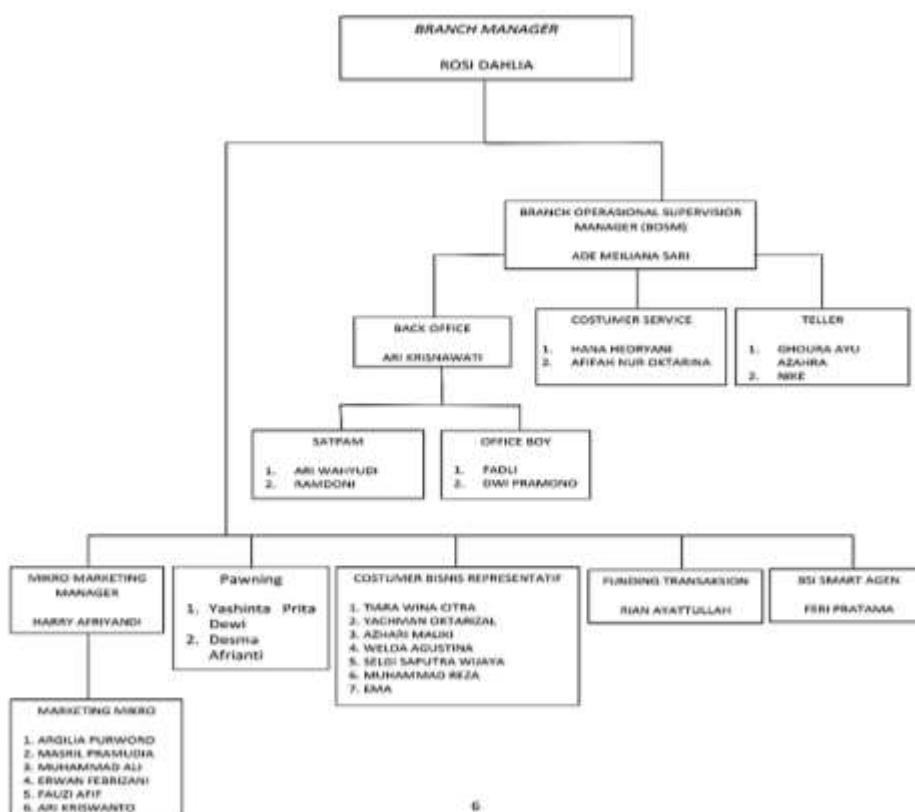 BRANCH MANAGER
ROSI DAHLIA
BRANCH OPERASIONAL SUPERVISIOR
MANAGER (BOSM)
ADE MEILIANA SARI
BACK OFFICE
ARI KRISNAWATI
COSTUMER SERVICE
1. HANA HEDRYANI
2. AFIFAH NUR OKTARINA
TELLER
1. GHOURA AYU
AZAHRA
2. NIKE
SATPAM
1. ARI WAHYUDI
2. RAMDONI
OFFICE BOY
1. FADLI
2. DWI PRAMONO
MIKRO MARKETING
MANAGER
HARRY AFRIYANDI
Pawning
1. Yashinta Prita
Dewi
2. Desma
Afrianti
COSTUMER BISNIS REPRESENTATIF
1. TIARA WINA CITRA
2. YACHMAN OKTARIZAL
3. AZHARI MALIKI
4. WELDA AGUSTINA
5. SELGI SAPUTRA WIJAYA
6. MUHAMMAD REZA
7. EMA
FUNDING TRANSAKSION
RIAN AYATTULLAH
BSI SMART AGEN
FERI PRATAMA
MARKETING MIKRO
1. ARGILIA PURWONO
2. MASRIL PRAMUDIA
3. MUHAMMAD ALI
4. ERWAN FEBRIZANI
5. FAUZI AFIF
6. ARI KRISWANTO
6